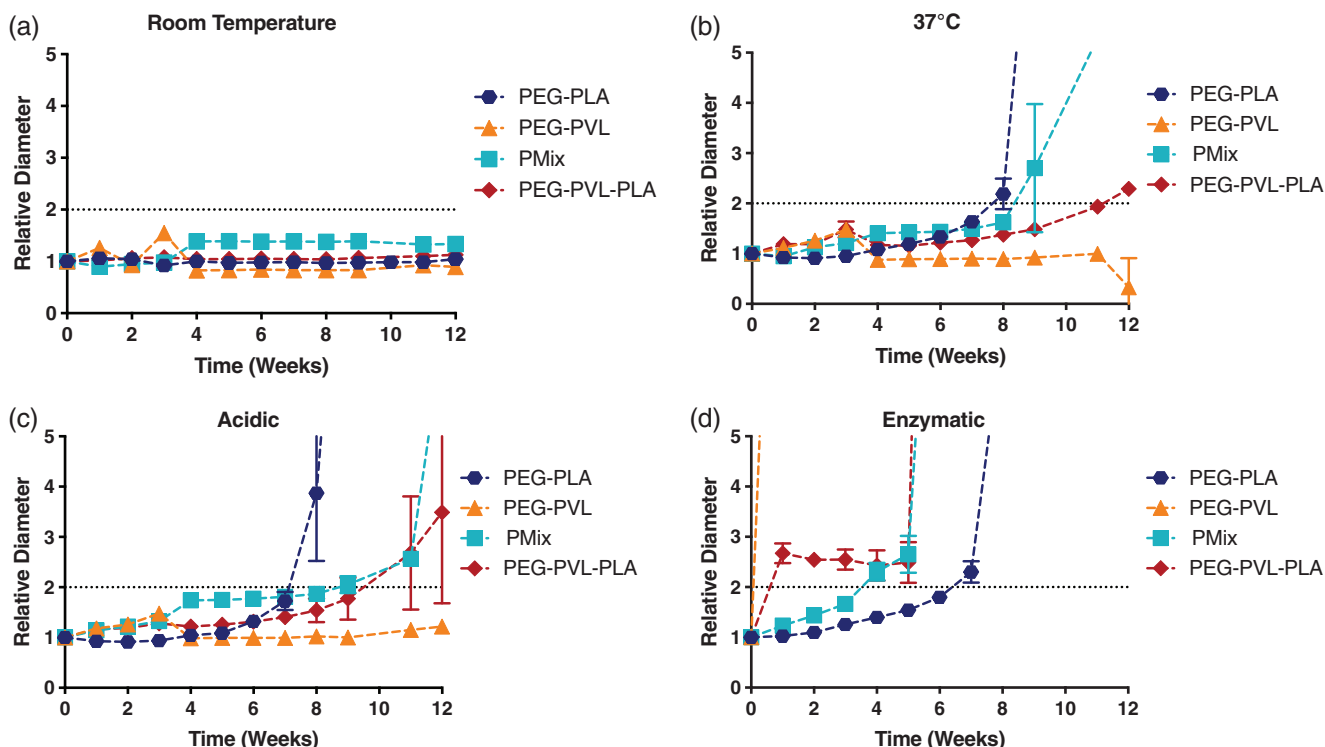 (a)
Room Temperature
5
4
3
2
1
0
Relative Diameter
0 2 4 6 8 10 12
Time (Weeks)
PEG-PLA
PEG-PVL
PMix
PEG-PVL-PLA
(b)
37°C
5
4
3
2
1
0
Relative Diameter
0 2 4 6 8 10 12
Time (Weeks)
PEG-PLA
PEG-PVL
PMix
PEG-PVL-PLA
(c)
Acidic
5
4
3
2
1
0
Relative Diameter
0 2 4 6 8 10 12
Time (Weeks)
PEG-PLA
PEG-PVL
PMix
PEG-PVL-PLA
(d)
Enzymatic
5
4
3
2
1
0
Relative Diameter
0 2 4 6 8 10 12
Time (Weeks)
PEG-PLA
PEG-PVL
PMix
PEG-PVL-PLA